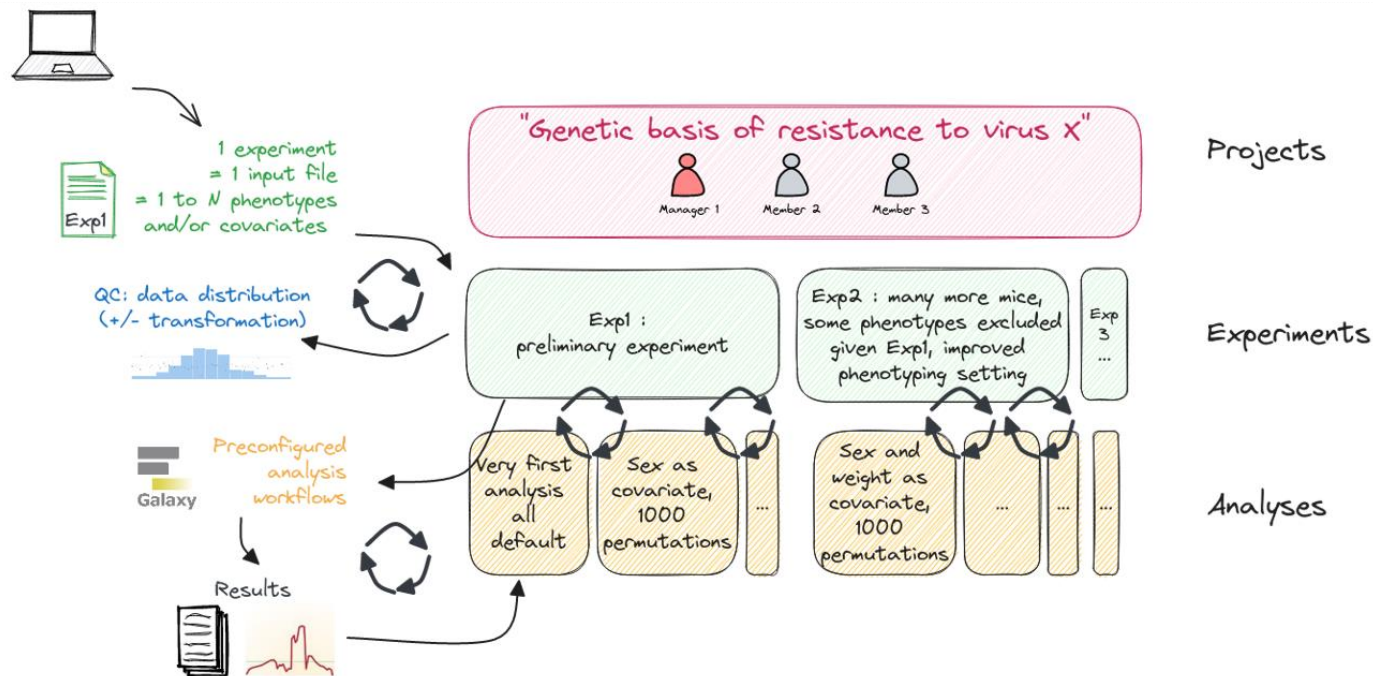 "Genetic basis of resistance to virus X"
Manager 1
Member 2
Member 3
Projects
1 experiment
= 1 input file
= 1 to N phenotypes
and/or covariates
Exp1
QC: data distribution
(+/- transformation)
Exp1 :
preliminary experiment
Exp2 : many more mice,
some phenotypes excluded
given Exp1, improved
phenotyping setting
Exp
3
...
Experiments
Preconfigured
analysis
workflows
Galaxy
Very first
analysis
all
default
Sex as
covariate,
1000
permutations
...
Sex and
weight as
covariate,
1000
permutations
...
...
...
Analyses
Results